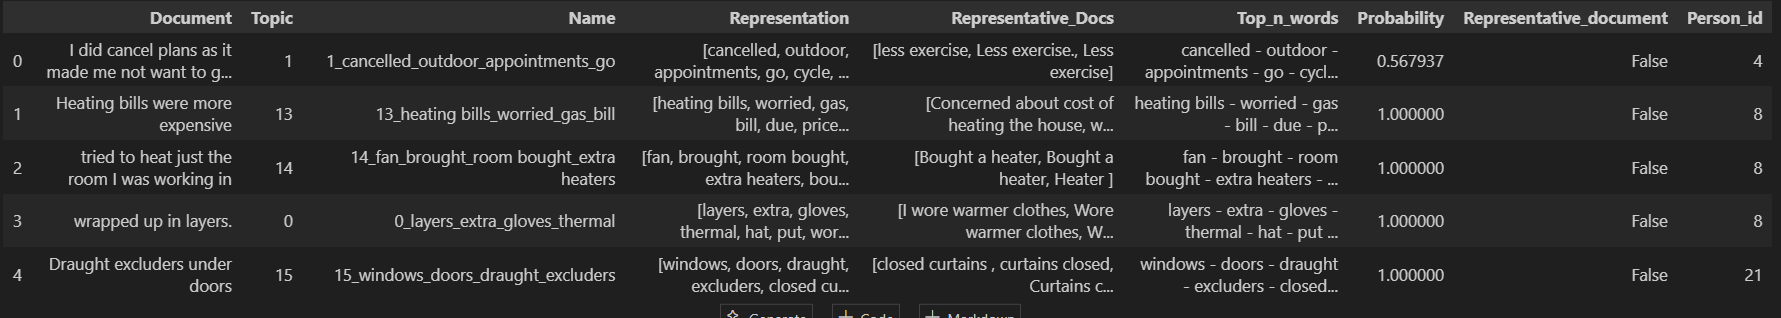 Document Topic Name Representation Representative_Docs Top_n_words Probability Representative_document Person_id
0 I did cancel plans as it made me not want to g... 1 1_cancelled_outdoor_appointments_go [cancelled, outdoor, appointments, go, cycle, ... [less exercise, Less exercise., Less exercise] cancelled - outdoor - appointments - go - cycl... 0.567937 False 4
1 Heating bills were more expensive 13 13_heating bills_worried_gas_bill [heating bills, worried, gas, bill, due, price... [Concerned about cost of heating the house, w... heating bills - worried - gas - bill - due - p... 1.000000 False 8
2 tried to heat just the room I was working in 14 14_fan_brought_room bought_extra heaters [fan, brought, room bought, extra heaters, bou... [Bought a heater, Bought a heater, Heater ] fan - brought - room bought - extra heaters - ... 1.000000 False 8
3 wrapped up in layers. 0 0_layers_extra_gloves_thermal [layers, extra, gloves, thermal, hat, put, wor... [I wore warmer clothes, Wore warmer clothes, W... layers - extra - gloves - thermal - hat - put ... 1.000000 False 8
4 Draught excluders under doors 15 15_windows_doors_draught_excluders [windows, doors, draught, excluders, closed cu... [closed curtains , curtains closed, Curtains c... windows - doors - draught - excluders - closed... 1.000000 False 21
Generate Code Markdown